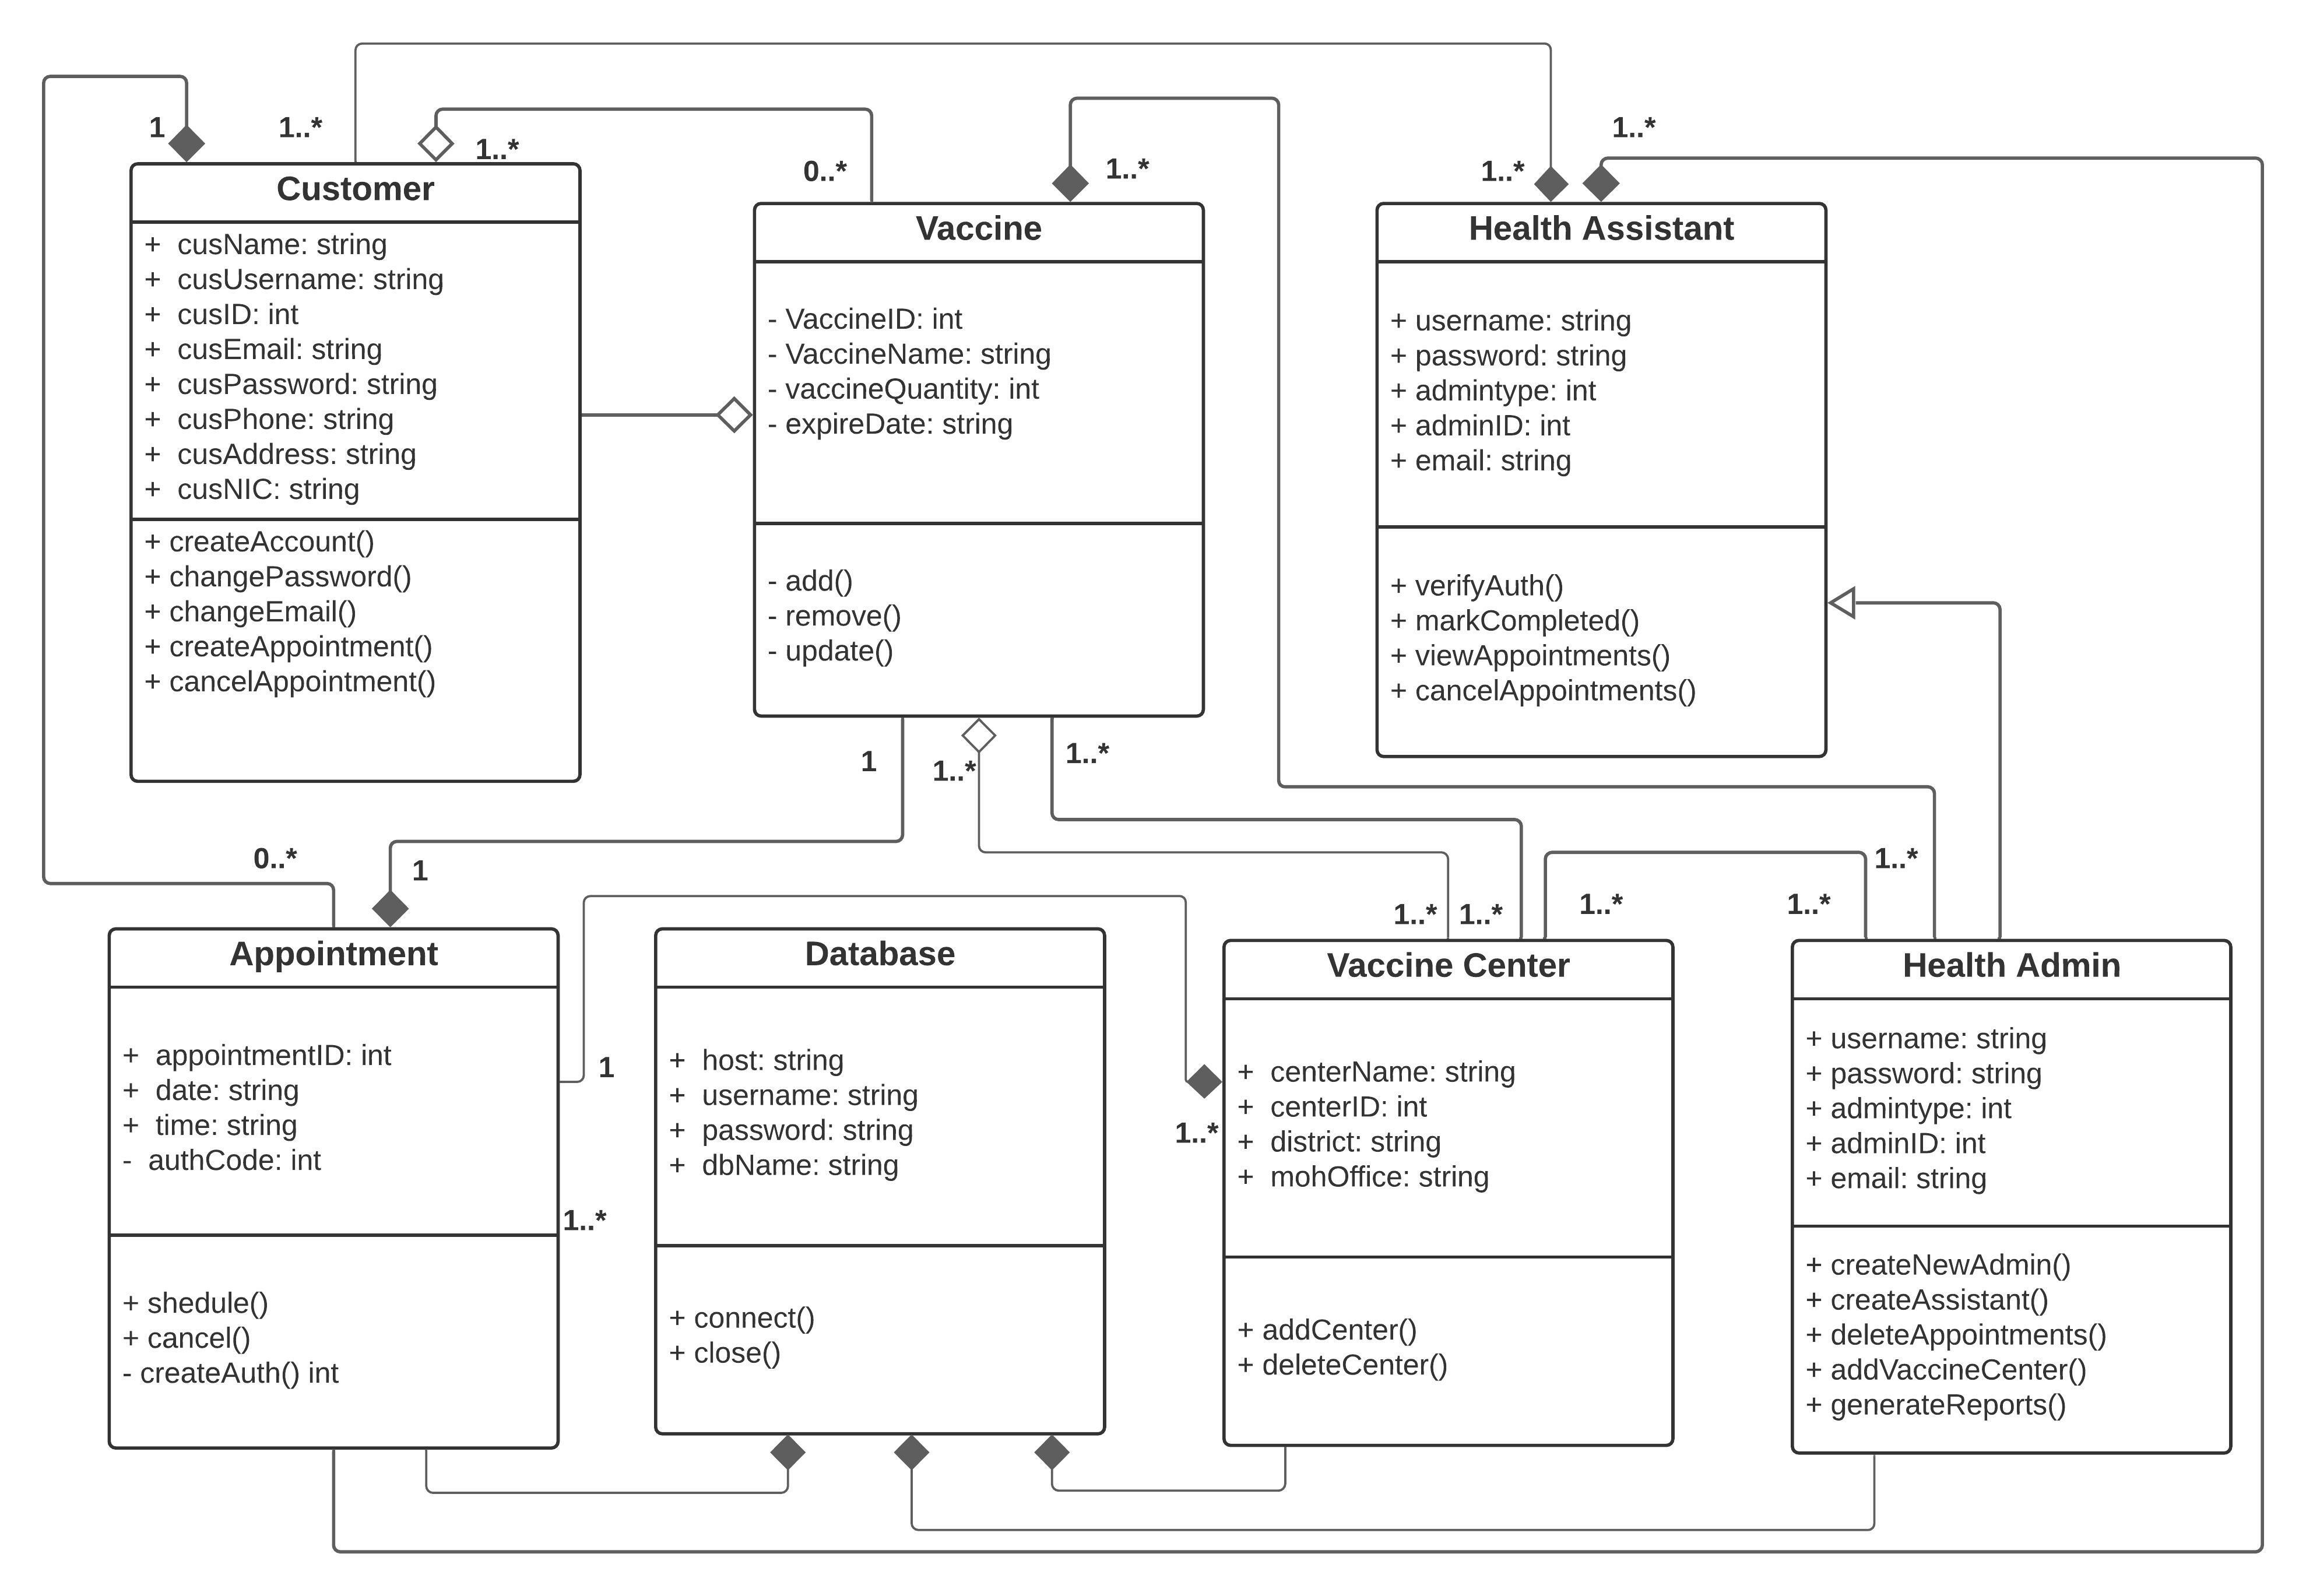 1
1..*
1..*
0..*
1..*
1..*
1..*
Customer
+ cusName: string
+ cusUsername: string
+ cusID: int
+ cusEmail: string
+ cusPassword: string
+ cusPhone: string
+ cusAddress: string
+ cusNIC: string
+ createAccount()
+ changePassword()
+ changeEmail()
+ createAppointment()
+ cancelAppointment()
Vaccine
- VaccineID: int
- VaccineName: string
- vaccineQuantity: int
- expireDate: string
- add()
- remove()
- update()
Health Assistant
+ username: string
+ password: string
+ admintype: int
+ adminID: int
+ email: string
+ verifyAuth()
+ markCompleted()
+ viewAppointments()
+ cancelAppointments()
1
1..*
1..*
0..*
1
1..*
1..*
1..*
1..*
1..*
Appointment
+ appointmentID: int
+ date: string
+ time: string
- authCode: int
+ shedule()
+ cancel()
- createAuth() int
1
1..*
Database
+ host: string
+ username: string
+ password: string
+ dbName: string
+ connect()
+ close()
1..*
Vaccine Center
+ centerName: string
+ centerID: int
+ district: string
+ mohOffice: string
+ addCenter()
+ deleteCenter()
Health Admin
+ username: string
+ password: string
+ admintype: int
+ adminID: int
+ email: string
+ createNewAdmin()
+ createAssistant()
+ deleteAppointments()
+ addVaccineCenter()
+ generateReports()